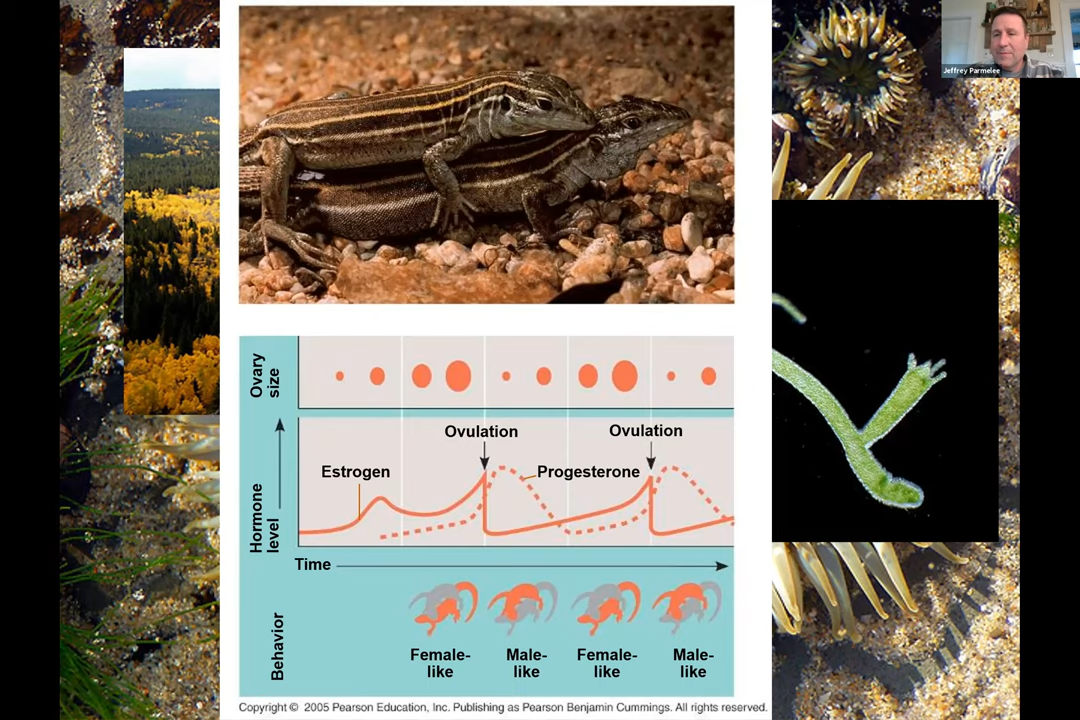 Jeffrey Parmelee
Ovary
size
Ovulation
Ovulation
Estrogen
Progesterone
Hormone
level
Time
Behavior
Female-
like
Male-
like
Female-
like
Male-
like
Copyright © 2005 Pearson Education, Inc. Publishing as Pearson Benjamin Cummings. All rights reserved.